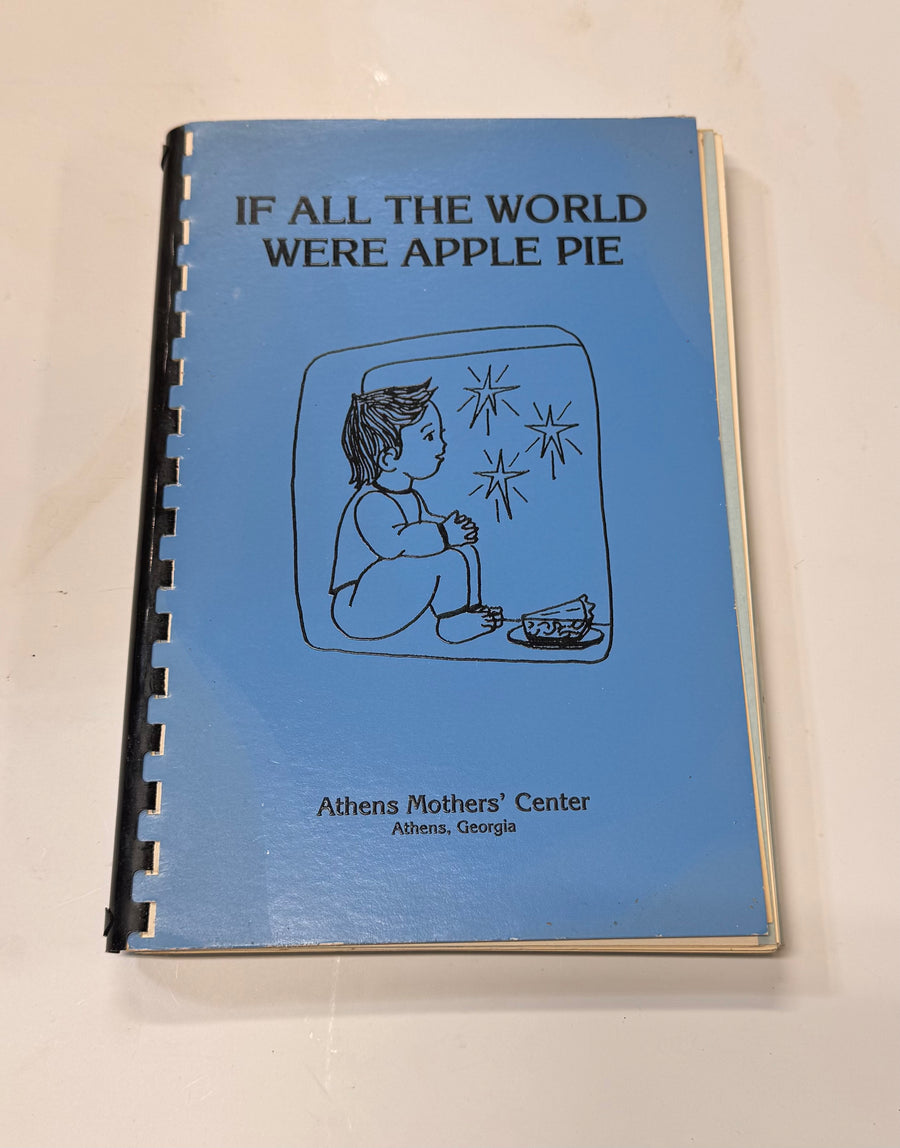 IF ALL THE WORLD
WERE APPLE PIE
Athens Mothers' Center
Athens, Georgia